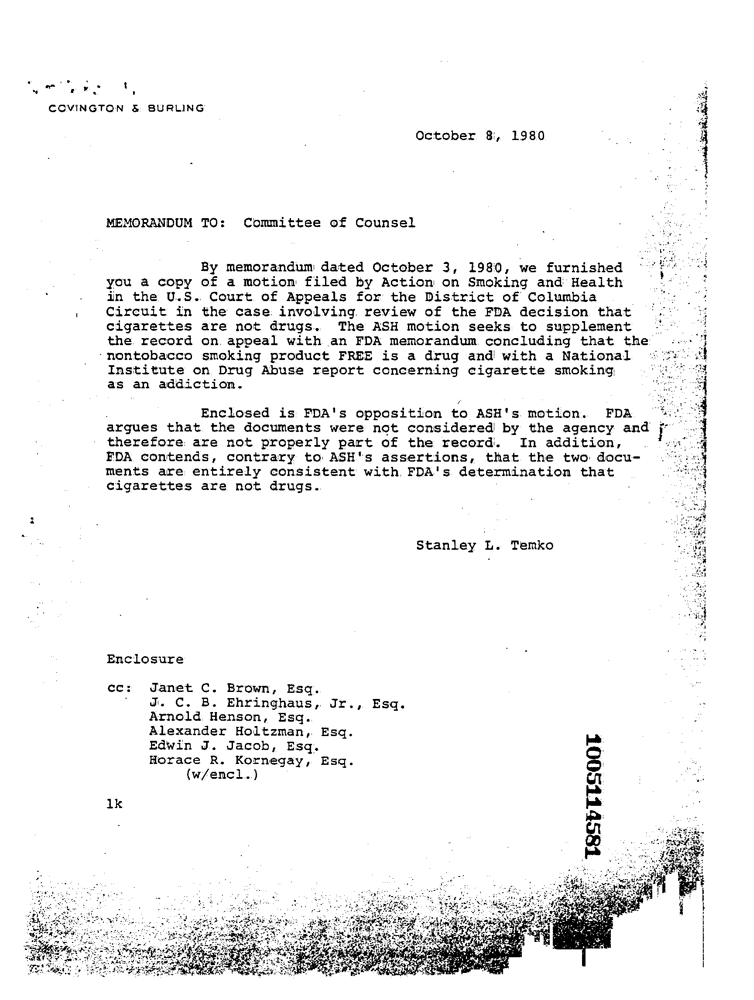 COVINGTON & BURLING
October 8, 1980
MEMORANDUM TO: Committee of Counsel
By memorandum dated October 3, 1980, we furnished
you a copy of a motion filed by Action on Smoking and Health
in the U.S. Court of Appeals for the District of Columbia
Circuit in the case involving review of the FDA decision that
cigarettes are not drugs. The ASH motion seeks to supplement
the record on appeal with an FDA memorandum concluding that the
nontobacco smoking product FREE is a drug and with a National
Institute on Drug Abuse report concerning cigarette smoking
as an addiction.
Enclosed is FDA's opposition to ASH's motion. FDA
argues that the documents were not considered by the agency and
therefore are not properly part of the record. In addition,
FDA contends, contrary to ASH's assertions, that the two docu-
ments are entirely consistent with FDA's determination that
cigarettes are not drugs.
Stanley L. Temko
Enclosure
cc: Janet C. Brown, Esq.
J. C. B. Ehringhaus, Jr., Esq.
Arnold Henson, Esq.
Alexander Holtzman, Esq.
Edwin J. Jacob, Esq.
Horace R. Kornegay, Esq.
(w/encl.)
lk
1005114581